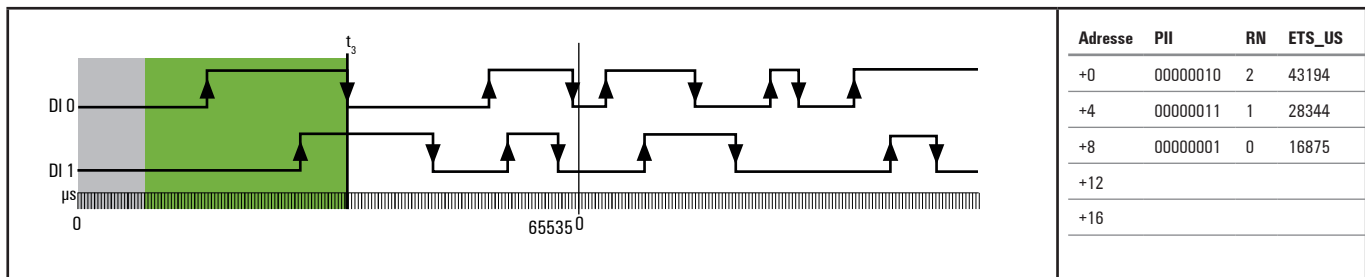 t3
DI 0
DI 1
µs
0
65535 0
Adresse PII RN ETS_US
+0 00000010 2 43194
+4 00000011 1 28344
+8 00000001 0 16875
+12
+16